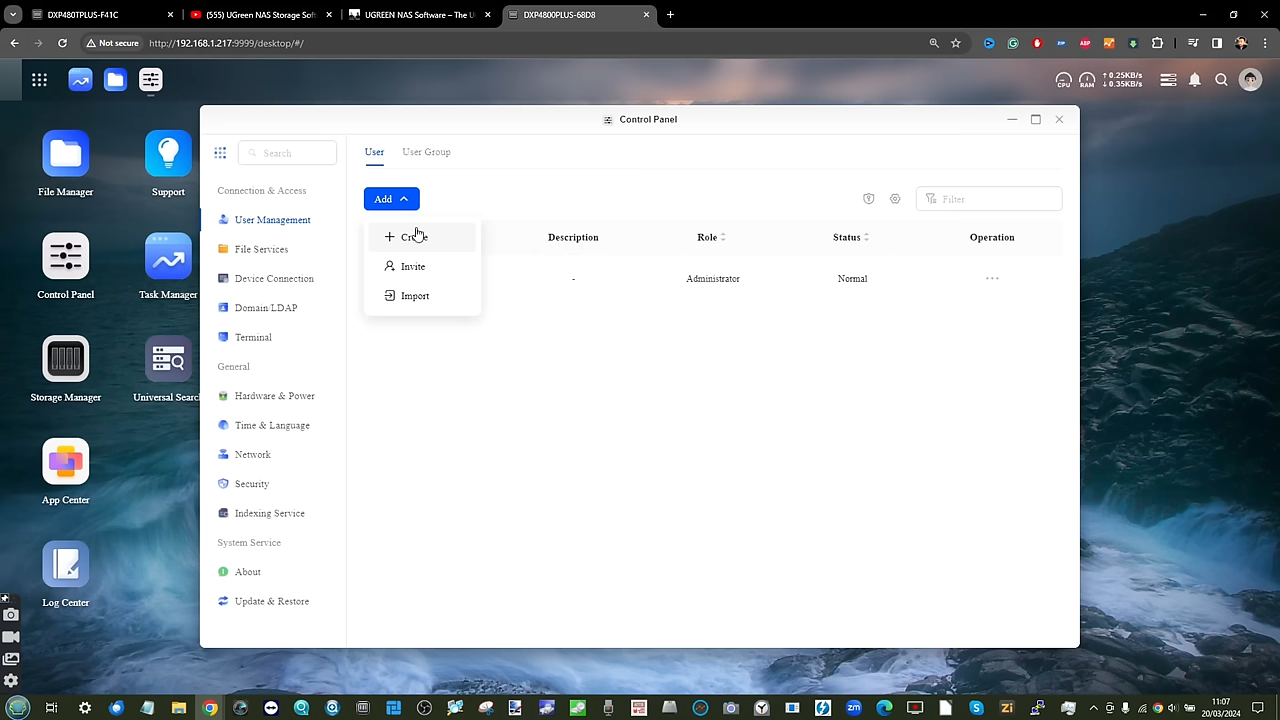 DXP480TPLUS-F41C
(555) UGreen NAS Storage Sof
UGREEN NAS Software – The U
DXP4800PLUS-68D8
Not secure
http://192.168.1.217:9999/desktop/#/
CPU
RAM
0.25KB/s
0.35KB/s
Control Panel
File Manager
Support
Control Panel
Task Manager
Storage Manager
Universal Searc
App Center
Log Center
Search
Connection & Access
User Management
File Services
Device Connection
Domain/LDAP
Terminal
General
Hardware & Power
Time & Language
Network
Security
Indexing Service
System Service
About
Update & Restore
User
User Group
Add
Filter
Invite
Import
Description
Role
Status
Operation
-
Administrator
Normal
11:07
20/03/2024